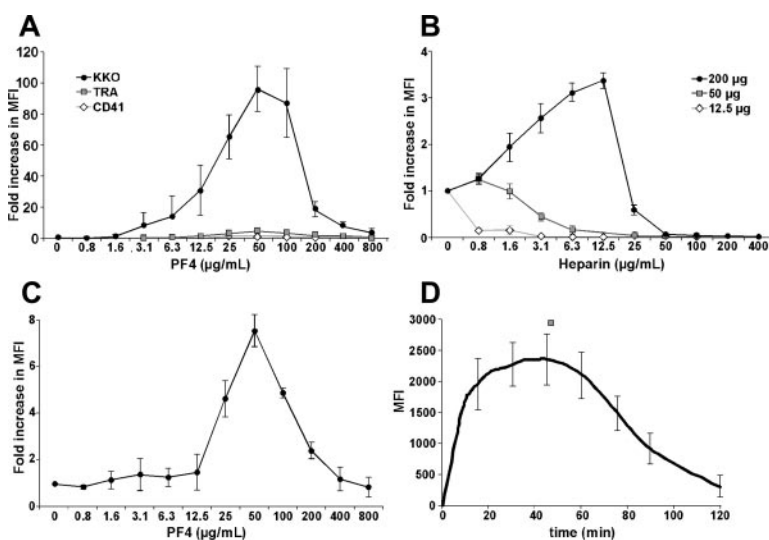 A
Fold increase in MFI
120
100
80
60
40
20
0
KKO
TRA
CD41
0 0.8 1.6 3.1 6.3 12.5 25 50 100 200 400 800
PF4 (µg/mL)
B
Fold increase in MFI
4
3
2
1
0
200 µg
50 µg
12.5 µg
0 0.8 1.6 3.1 6.3 12.5 25 50 100 200 400
Heparin (µg/mL)
C
Fold increase in MFI
8
6
4
2
0
0 0.8 1.6 3.1 6.3 12.5 25 50 100 200 400 800
PF4 (µg/mL)
D
MFI
3000
2500
2000
1500
1000
500
0
0 20 40 60 80 100 120
time (min)